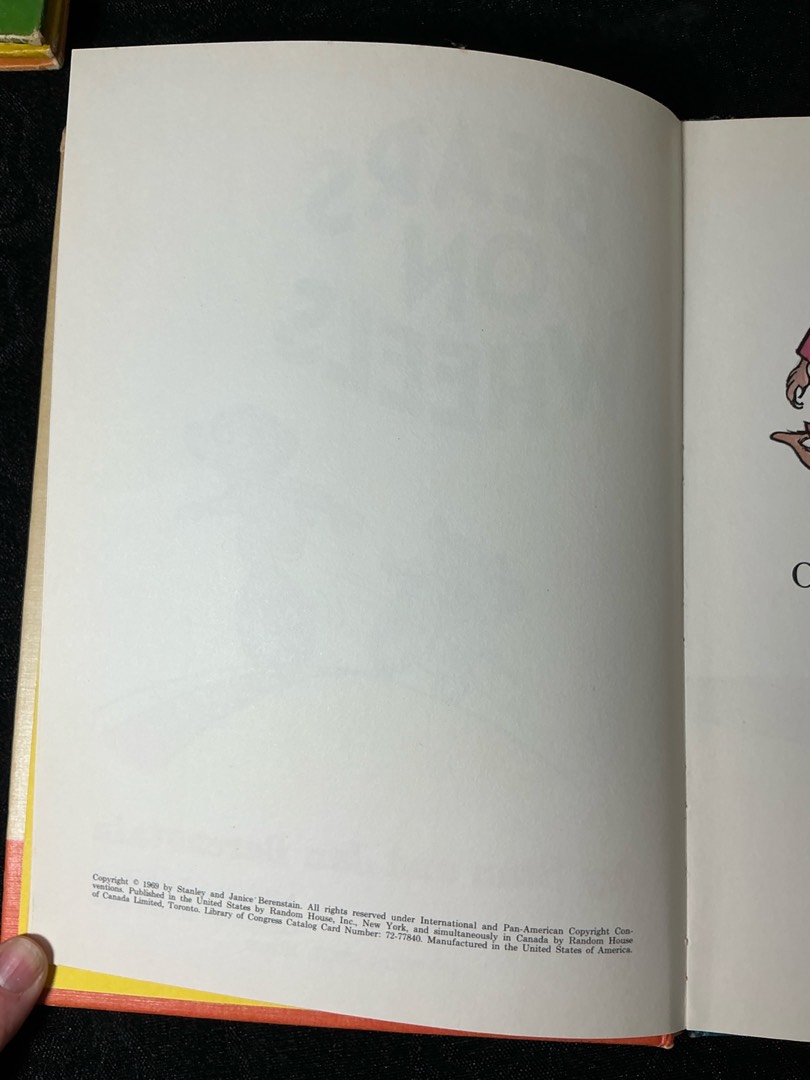 Copyright © 1969 by Stanley and Janice Berenstain. All rights reserved under International and Pan-American Copyright Con-
ventions. Published in the United States by Random House, Inc., New York, and simultaneously in Canada by Random House
of Canada Limited, Toronto. Library of Congress Catalog Card Number: 72-77840. Manufactured in the United States of America.